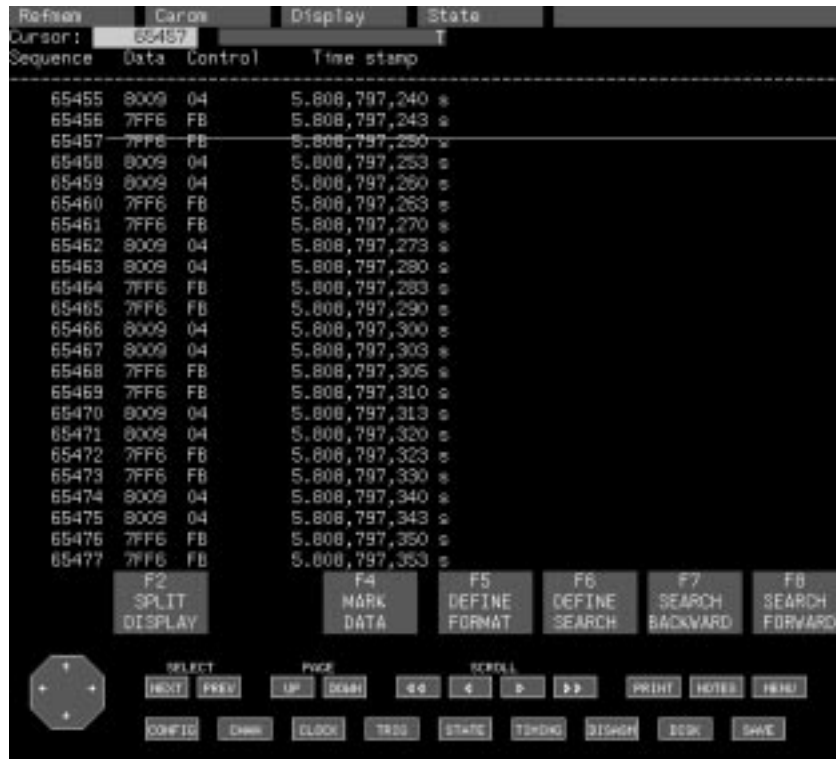 Refmem Carom Display State
Cursor: 65457 T
Sequence Data Control Time stamp
65455 8009 04 5.808,797,240 s
65456 7FF6 FB 5.808,797,243 s
65457 7FF6 FB 5.808,797,250 s
65458 8009 04 5.808,797,253 s
65459 8009 04 5.808,797,260 s
65460 7FF6 FB 5.808,797,263 s
65461 7FF6 FB 5.808,797,270 s
65462 8009 04 5.808,797,273 s
65463 8009 04 5.808,797,280 s
65464 7FF6 FB 5.808,797,283 s
65465 7FF6 FB 5.808,797,290 s
65466 8009 04 5.808,797,300 s
65467 8009 04 5.808,797,303 s
65468 7FF6 FB 5.808,797,305 s
65469 7FF6 FB 5.808,797,310 s
65470 8009 04 5.808,797,313 s
65471 8009 04 5.808,797,320 s
65472 7FF6 FB 5.808,797,323 s
65473 7FF6 FB 5.808,797,330 s
65474 8009 04 5.808,797,340 s
65475 8009 04 5.808,797,343 s
65476 7FF6 FB 5.808,797,350 s
65477 7FF6 FB 5.808,797,353 s
F2 F4 F5 F6 F7 F8
SPLIT MARK DEFINE DEFINE SEARCH SEARCH
DISPLAY DATA FORMAT SEARCH BACKWARD FORWARD
SELECT PAGE SCROLL
NEXT PREV UP DOWN << < > >> PRINT NOTES MENU
CONFIG CHAN CLOCK TRIG STATE TIMING DISASM DISK SAVE